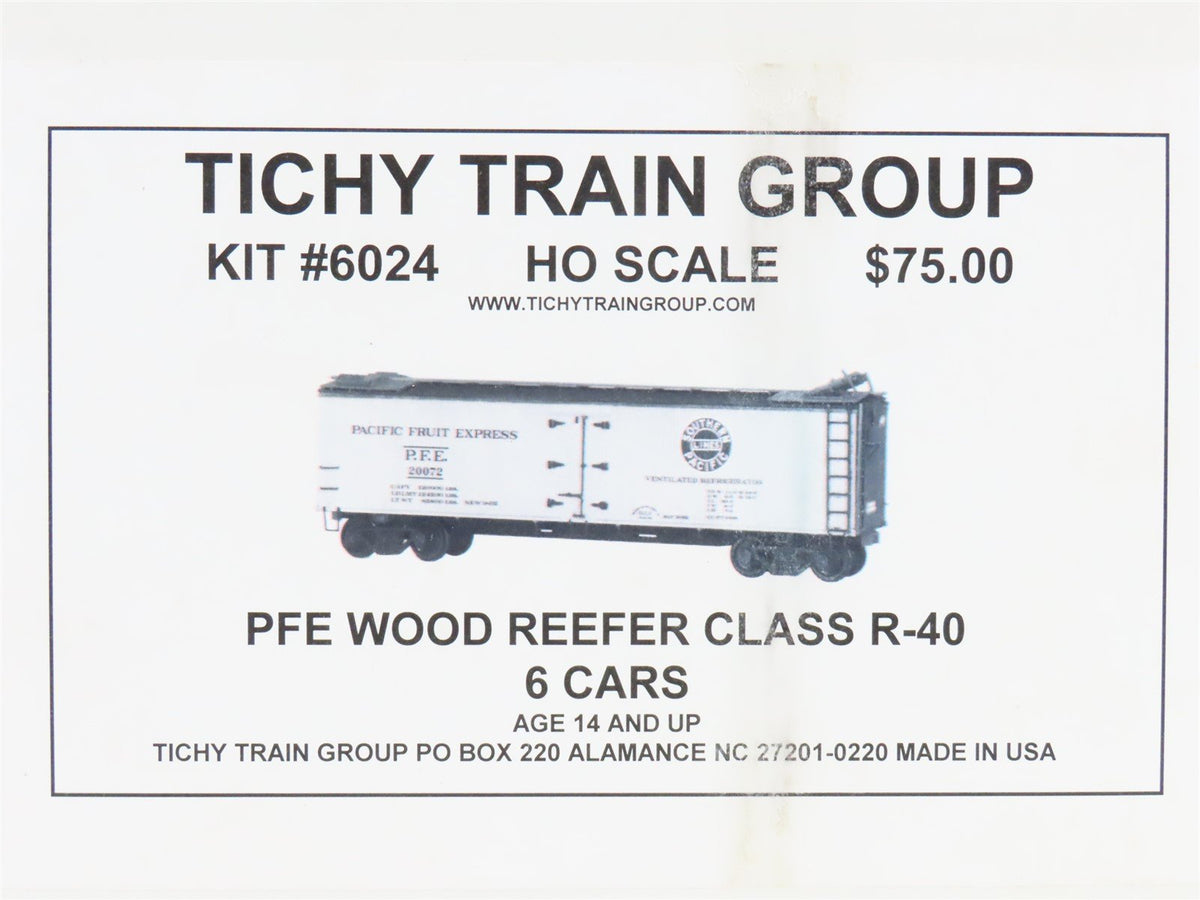 TICHY TRAIN GROUP
KIT #6024 HO SCALE $75.00
WWW.TICHYTRAINGROUP.COM
PACIFIC FRUIT EXPRESS
P.F.E.
20072
SOUTHERN
LINES
PACIFIC
VENTILATED REFRIGERATOR
PFE WOOD REEFER CLASS R-40
6 CARS
AGE 14 AND UP
TICHY TRAIN GROUP PO BOX 220 ALAMANCE NC 27201-0220 MADE IN USA